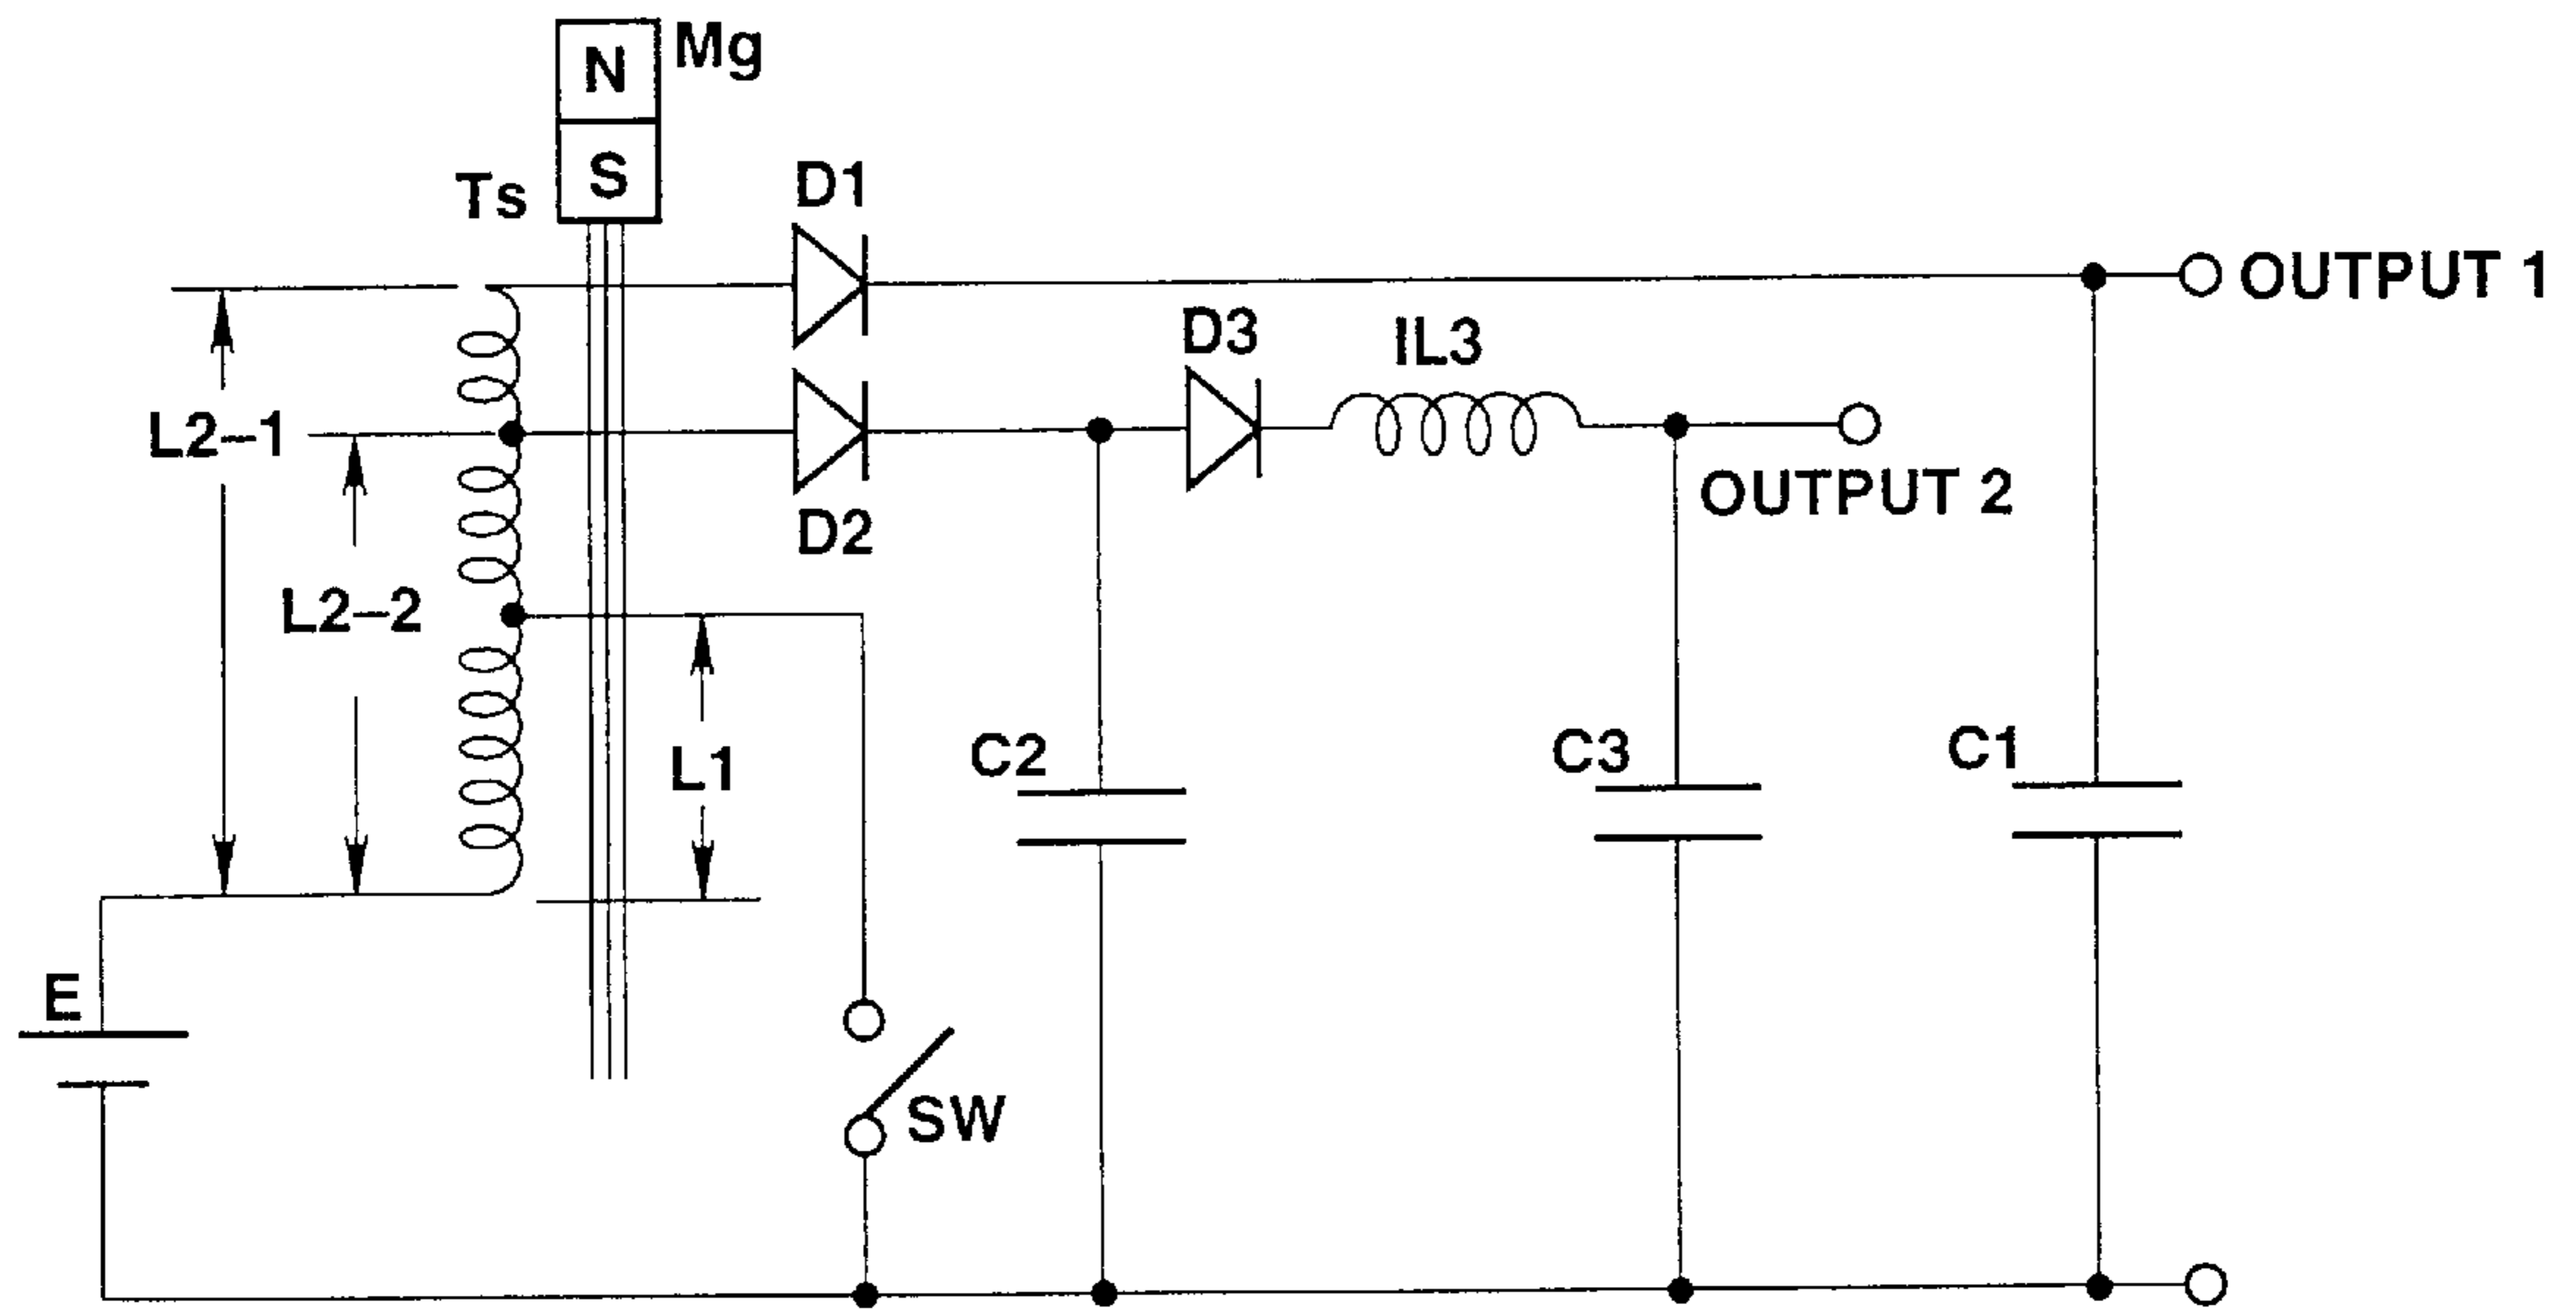 N
Mg
S
Ts
D1
OUTPUT 1
D3
IL3
L2–1
OUTPUT 2
D2
L2–2
C2
C3
C1
L1
E
SW